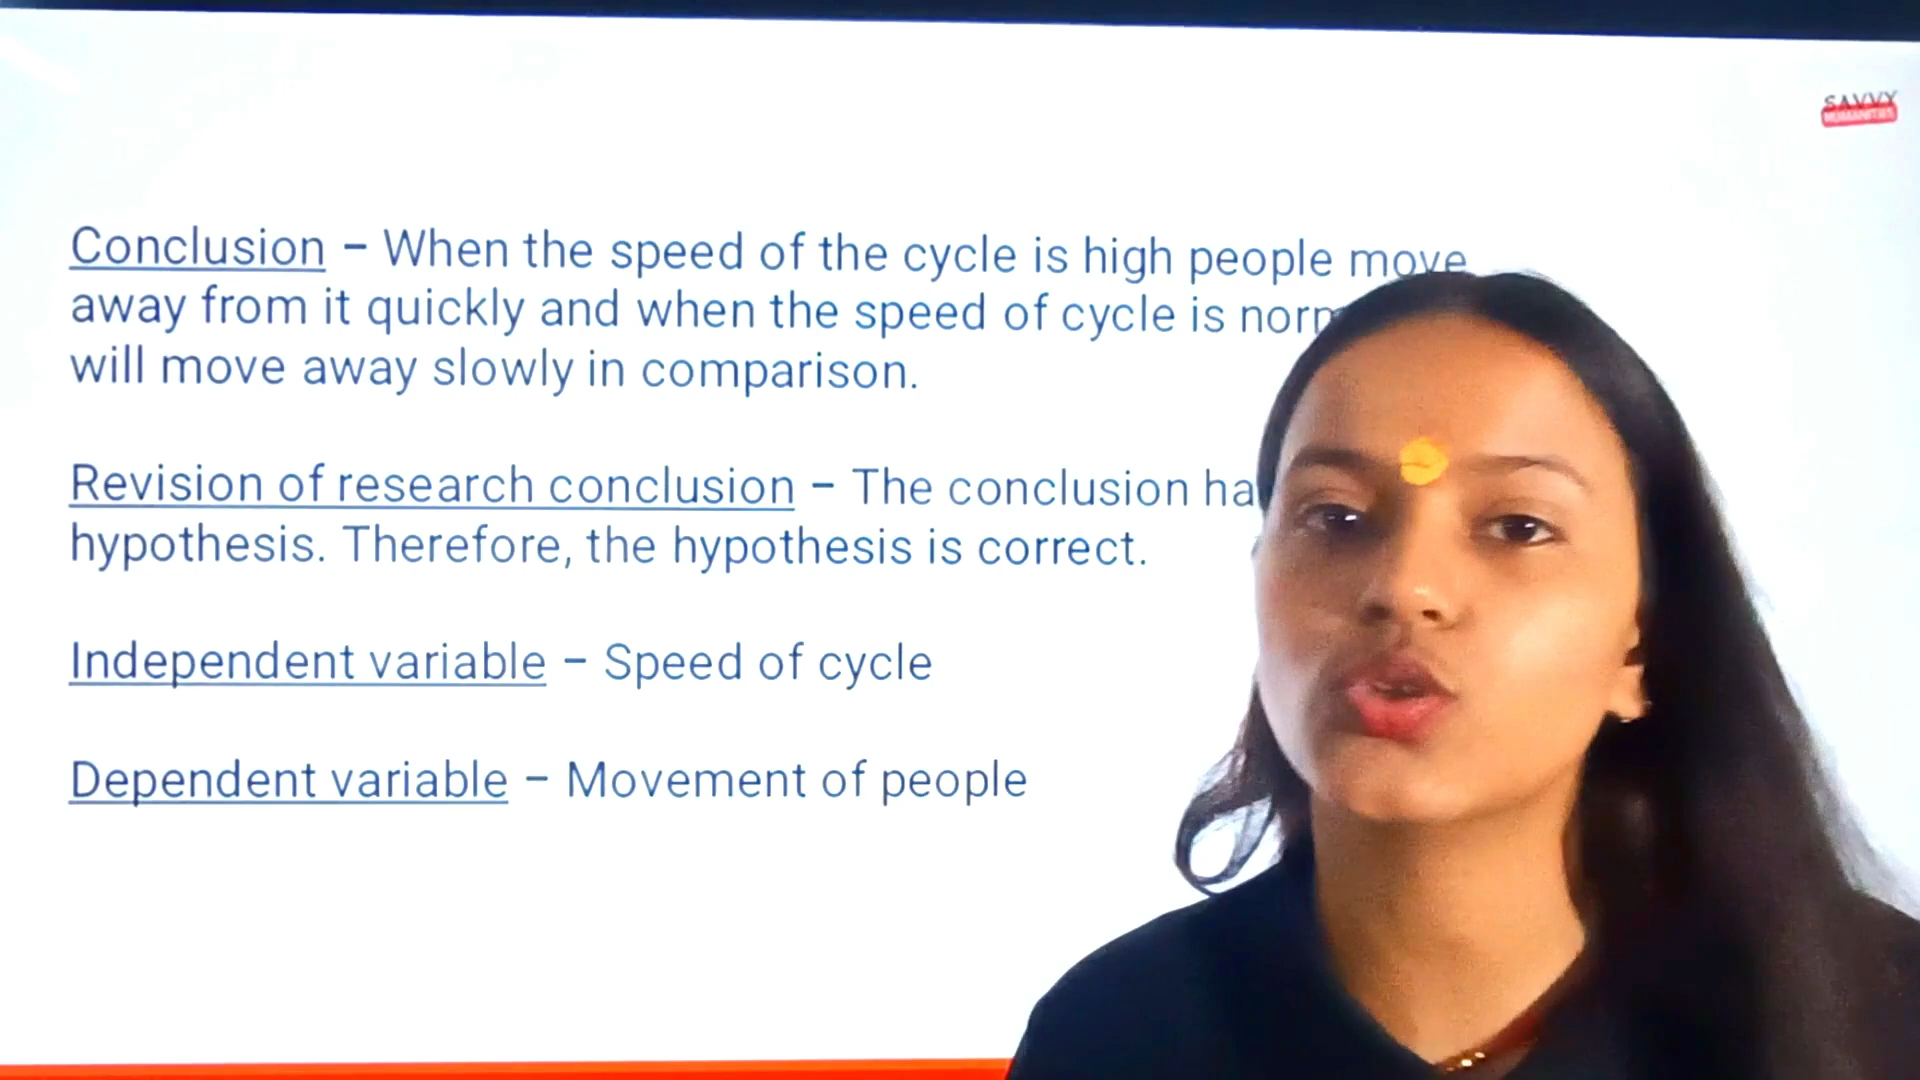 SAVVY
HUMANITIES
Conclusion – When the speed of the cycle is high people move
away from it quickly and when the speed of cycle is
will move away slowly in comparison.
Revision of research conclusion – The conclusion
hypothesis. Therefore, the hypothesis is correct.
Independent variable – Speed of cycle
Dependent variable – Movement of people